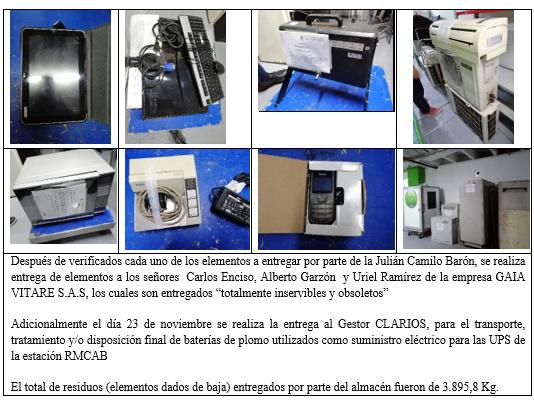 Después de verificados cada uno de los elementos a entregar por parte de la Julián Camilo Barón, se realiza
entrega de elementos a los señores  Carlos Enciso, Alberto Garzón  y Uriel Ramírez de la empresa GAIA
VITARE S.A.S, los cuales son entregados “totalmente inservibles y obsoletos”
Adicionalmente el día 23 de noviembre se realiza la entrega al Gestor CLARIOS, para el transporte,
tratamiento y/o disposición final de baterías de plomo utilizados como suministro eléctrico para las UPS de
la estación RMCAB
El total de residuos (elementos dados de baja) entregados por parte del almacén fueron de 3.895,8 Kg.